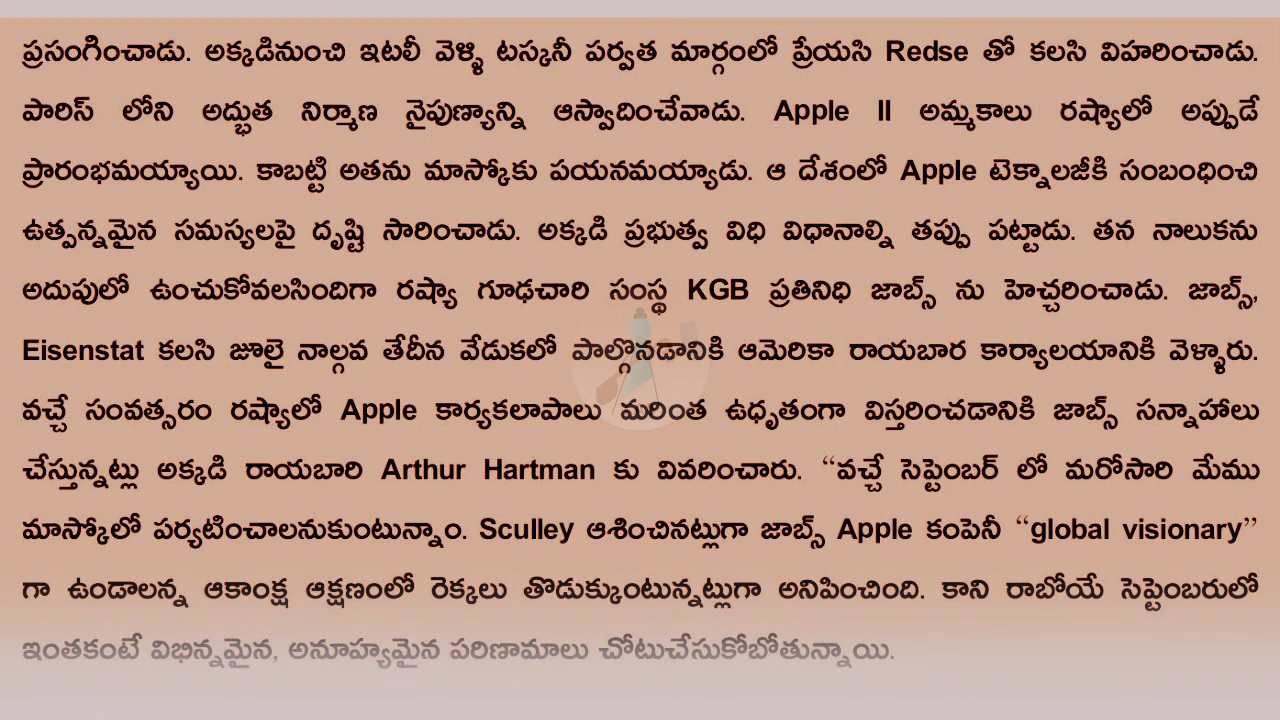 ప్రసంగించాడు. అక్కడినుంచి ఇటలీ వెళ్ళి టస్కనీ పర్వత మార్గంలో ప్రేయసి Redse తో కలసి విహరించాడు.
పారిస్ లోని అద్భుత నిర్మాణ నైపుణ్యాన్ని ఆస్వాదించేవాడు. Apple II అమ్మకాలు రష్యాలో అప్పుడే
ప్రారంభమయ్యాయి. కాబట్టి అతను మాస్కోకు పయనమయ్యాడు. ఆ దేశంలో Apple టెక్నాలజీకి సంబంధించి
ఉత్పన్నమైన సమస్యలపై దృష్టి సారించాడు. అక్కడి ప్రభుత్వ విధి విధానాల్ని తప్పు పట్టాడు. తన నాలుకను
అదుపులో ఉంచుకోవలసిందిగా రష్యా గూఢచారి సంస్థ KGB ప్రతినిధి జాబ్స్ ను హెచ్చరించాడు. జాబ్స్,
Eisenstat కలసి జూలై నాల్గవ తేదీన వేడుకలో పాల్గొనడానికి ఆమెరికా రాయబార కార్యాలయానికి వెళ్ళారు.
వచ్చే సంవత్సరం రష్యాలో Apple కార్యకలాపాలు మరింత ఉధృతంగా విస్తరించడానికి జాబ్స్ సన్నాహాలు
చేస్తున్నట్లు అక్కడి రాయబారి Arthur Hartman కు వివరించారు. “వచ్చే సెప్టెంబర్ లో మరోసారి మేము
మాస్కోలో పర్యటించాలనుకుంటున్నాం. Sculley ఆశించినట్లుగా జాబ్స్ Apple కంపెనీ “global visionary”
గా ఉండాలన్న ఆకాంక్ష ఆక్షణంలో రెక్కలు తొడుక్కుంటున్నట్లుగా అనిపించింది. కాని రాబోయే సెప్టెంబరులో
ఇంతకంటే విభిన్నమైన, అనూహ్యమైన పరిణామాలు చోటుచేసుకోబోతున్నాయి.